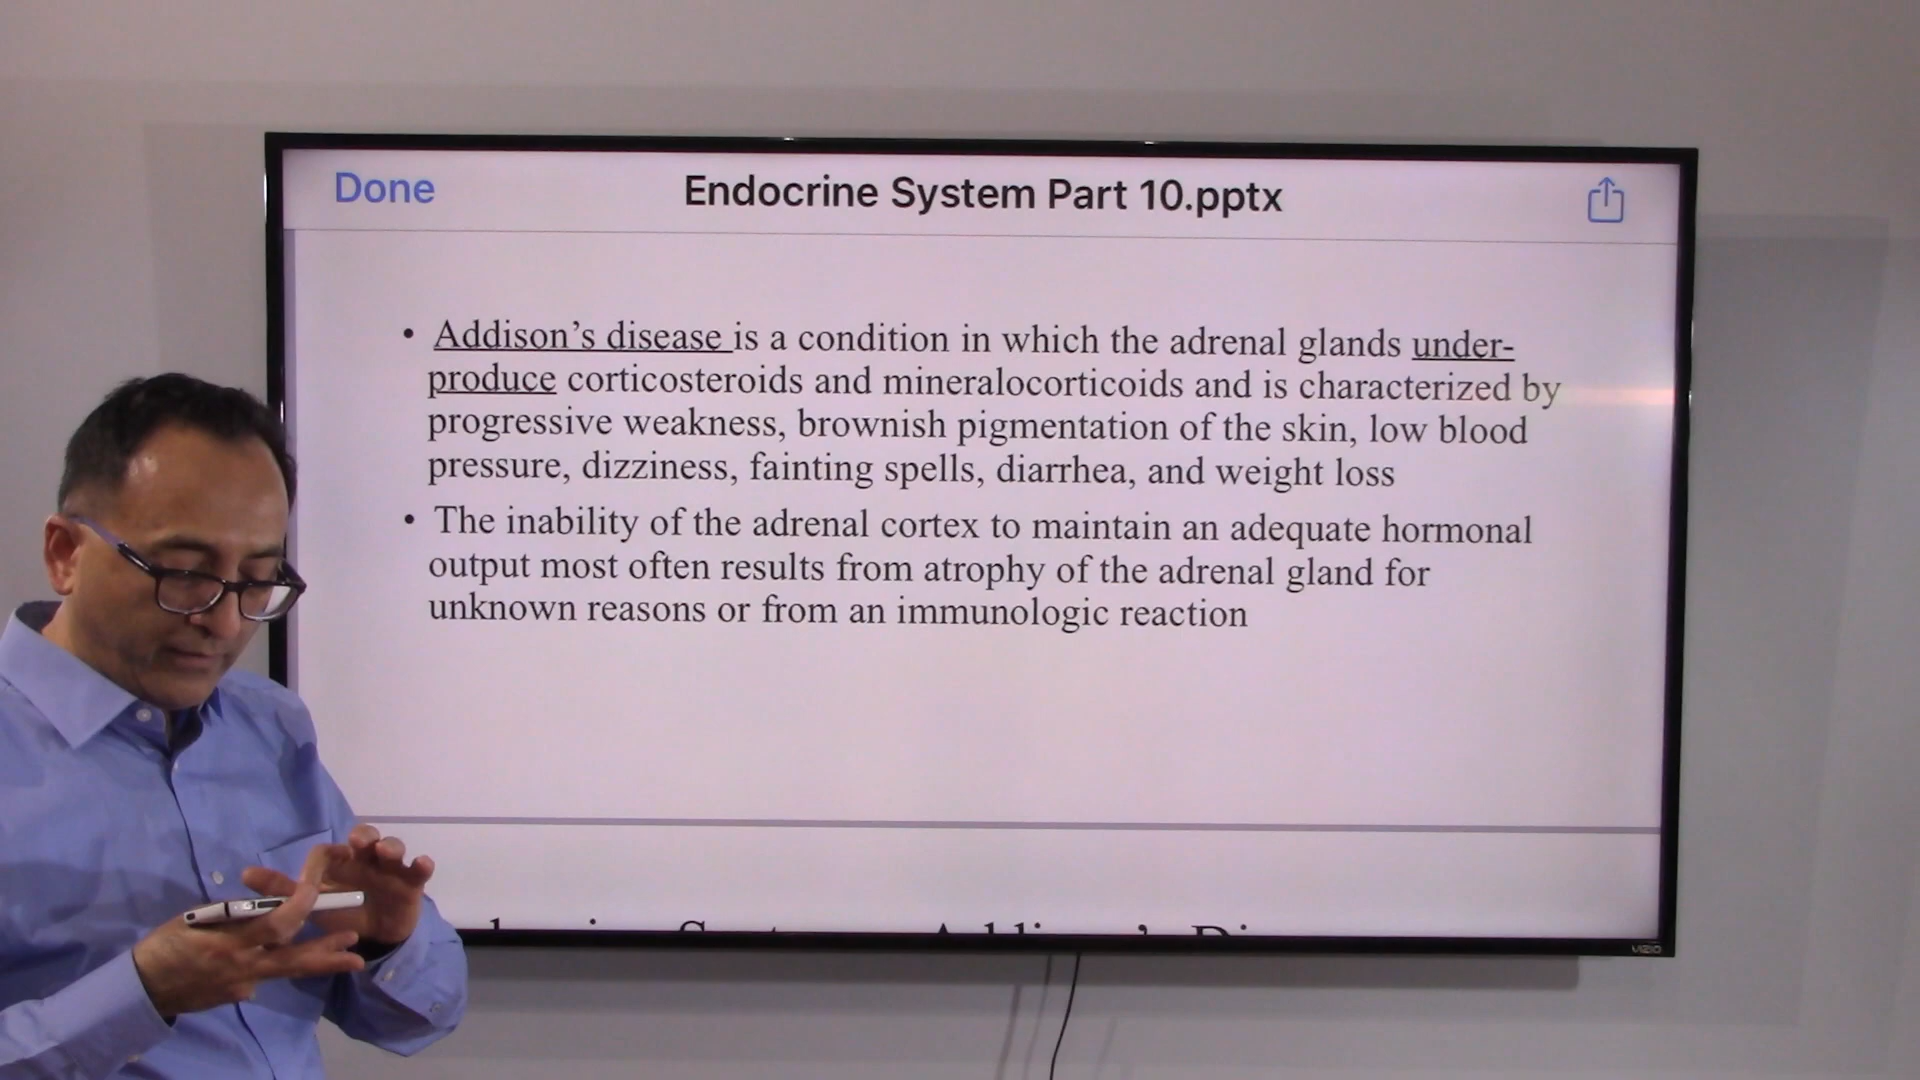 Done
Endocrine System Part 10.pptx
• Addison's disease is a condition in which the adrenal glands under-
produce corticosteroids and mineralocorticoids and is characterized by
progressive weakness, brownish pigmentation of the skin, low blood
pressure, dizziness, fainting spells, diarrhea, and weight loss
• The inability of the adrenal cortex to maintain an adequate hormonal
output most often results from atrophy of the adrenal gland for
unknown reasons or from an immunologic reaction
VIZIO